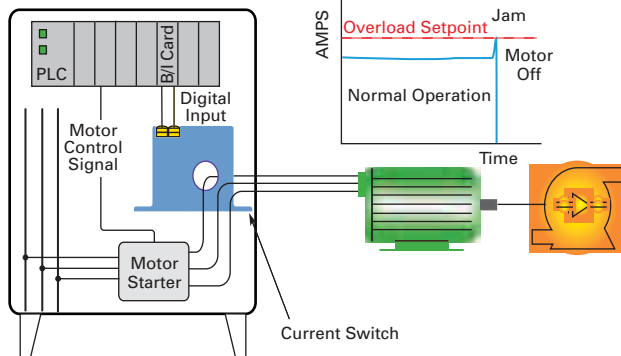 PLC
B/I Card
Digital
Input
Motor
Control
Signal
Motor
Starter
Current Switch
AMPS
Jam
Overload Setpoint
Motor
Off
Normal Operation
Time